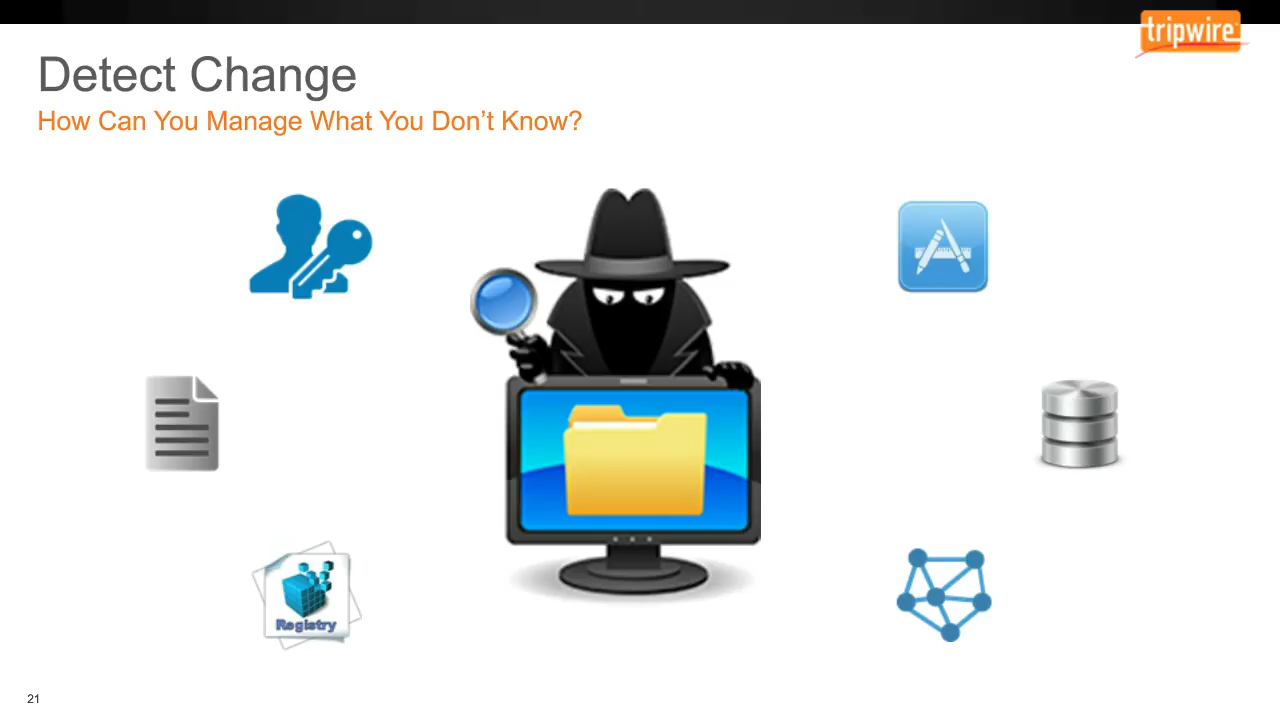 tripwire
Detect Change
How Can You Manage What You Don’t Know?
Registry
21